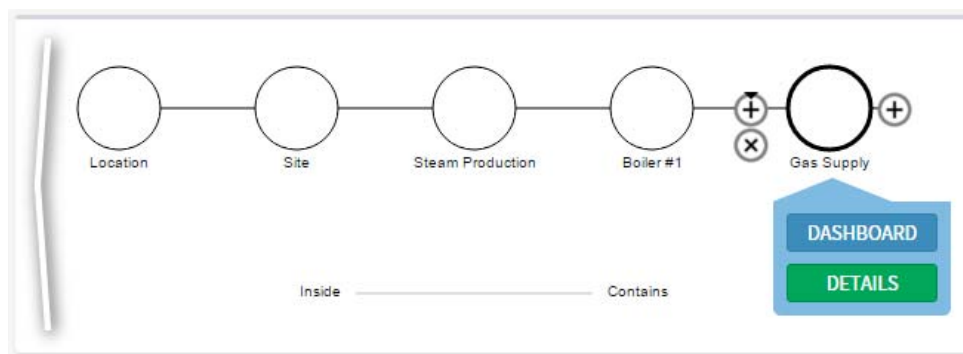 Location
Site
Steam Production
Boiler #1
Gas Supply
DASHBOARD
DETAILS
Inside
Contains